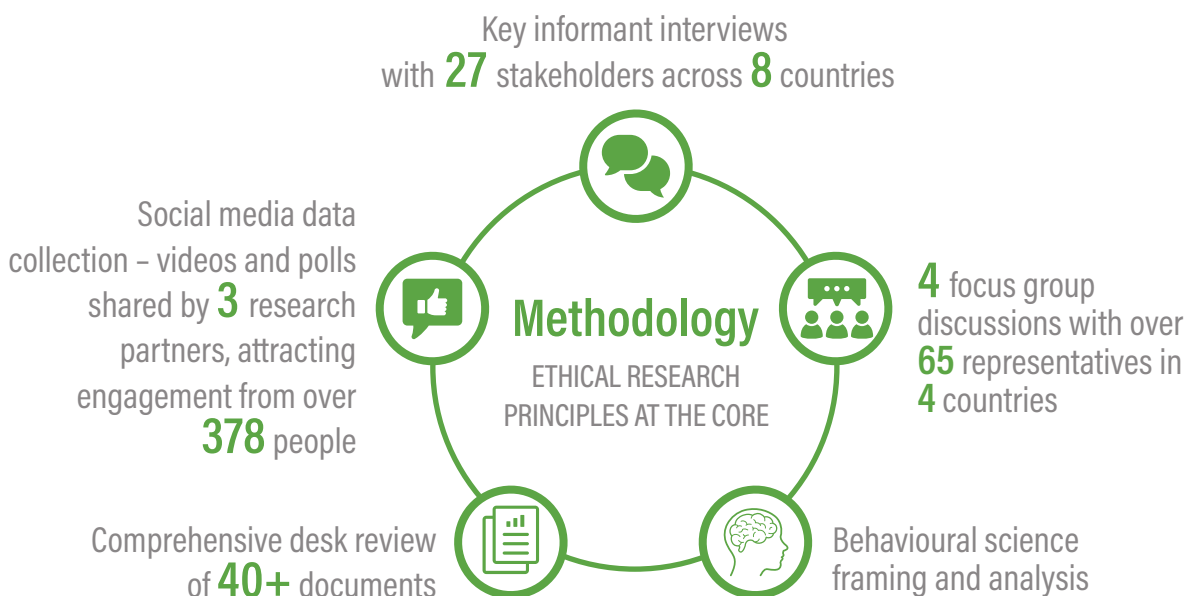 Key informant interviews
with 27 stakeholders across 8 countries
Social media data
collection – videos and polls
shared by 3 research
partners, attracting
engagement from over
378 people
Methodology
ETHICAL RESEARCH
PRINCIPLES AT THE CORE
4 focus group
discussions with over
65 representatives in
4 countries
Comprehensive desk review
of 40+ documents
Behavioural science
framing and analysis